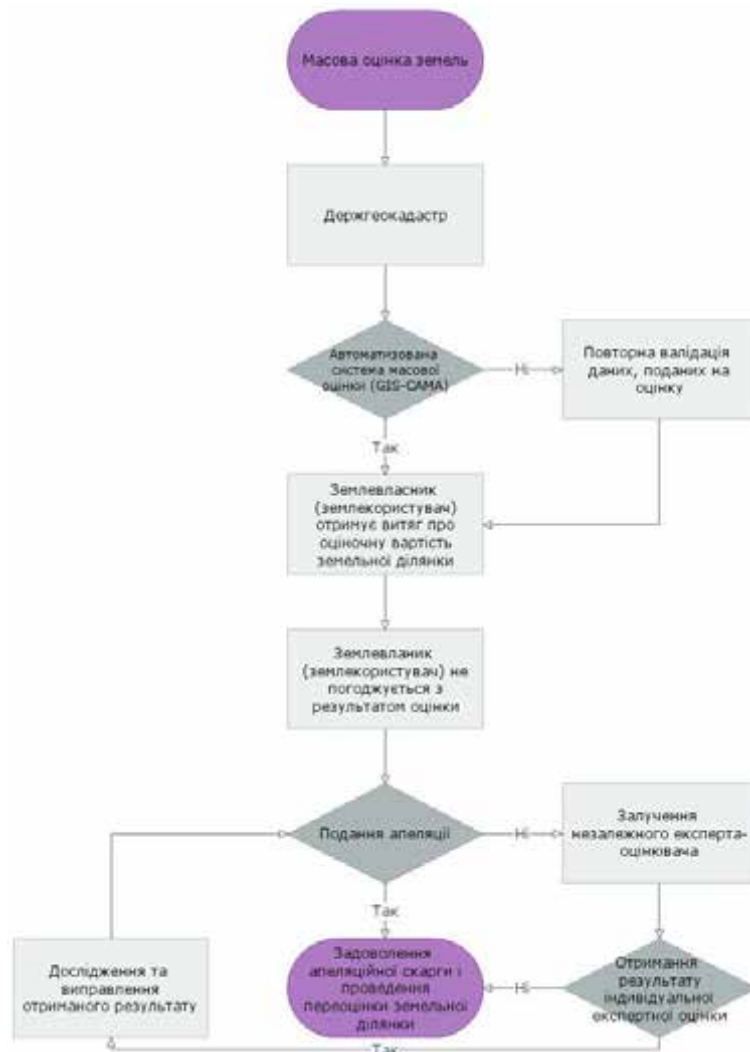 Масова оцінка земель
Держгеокадастр
Автоматизована
система масової
оцінки (GIS-CAMA)
Ні
Повторна валідація
даних, поданих на
оцінку
Так
Землевласник
(землекористувач)
отримує витяг про
оціночну вартість
земельної ділянки
Землеваник
(землекористувач) не
погоджується з
результатом оцінки
Подання апеляції
Ні
Залучення
незалежного експерта-
оцінювача
Так
Дослідження та
виправлення
отриманого результату
Задоволення
апеляційної скарги і
проведення
переоцінки земельної
ділянки
Ні
Отримання
результату
індивідуальної
експертної оцінки
Так